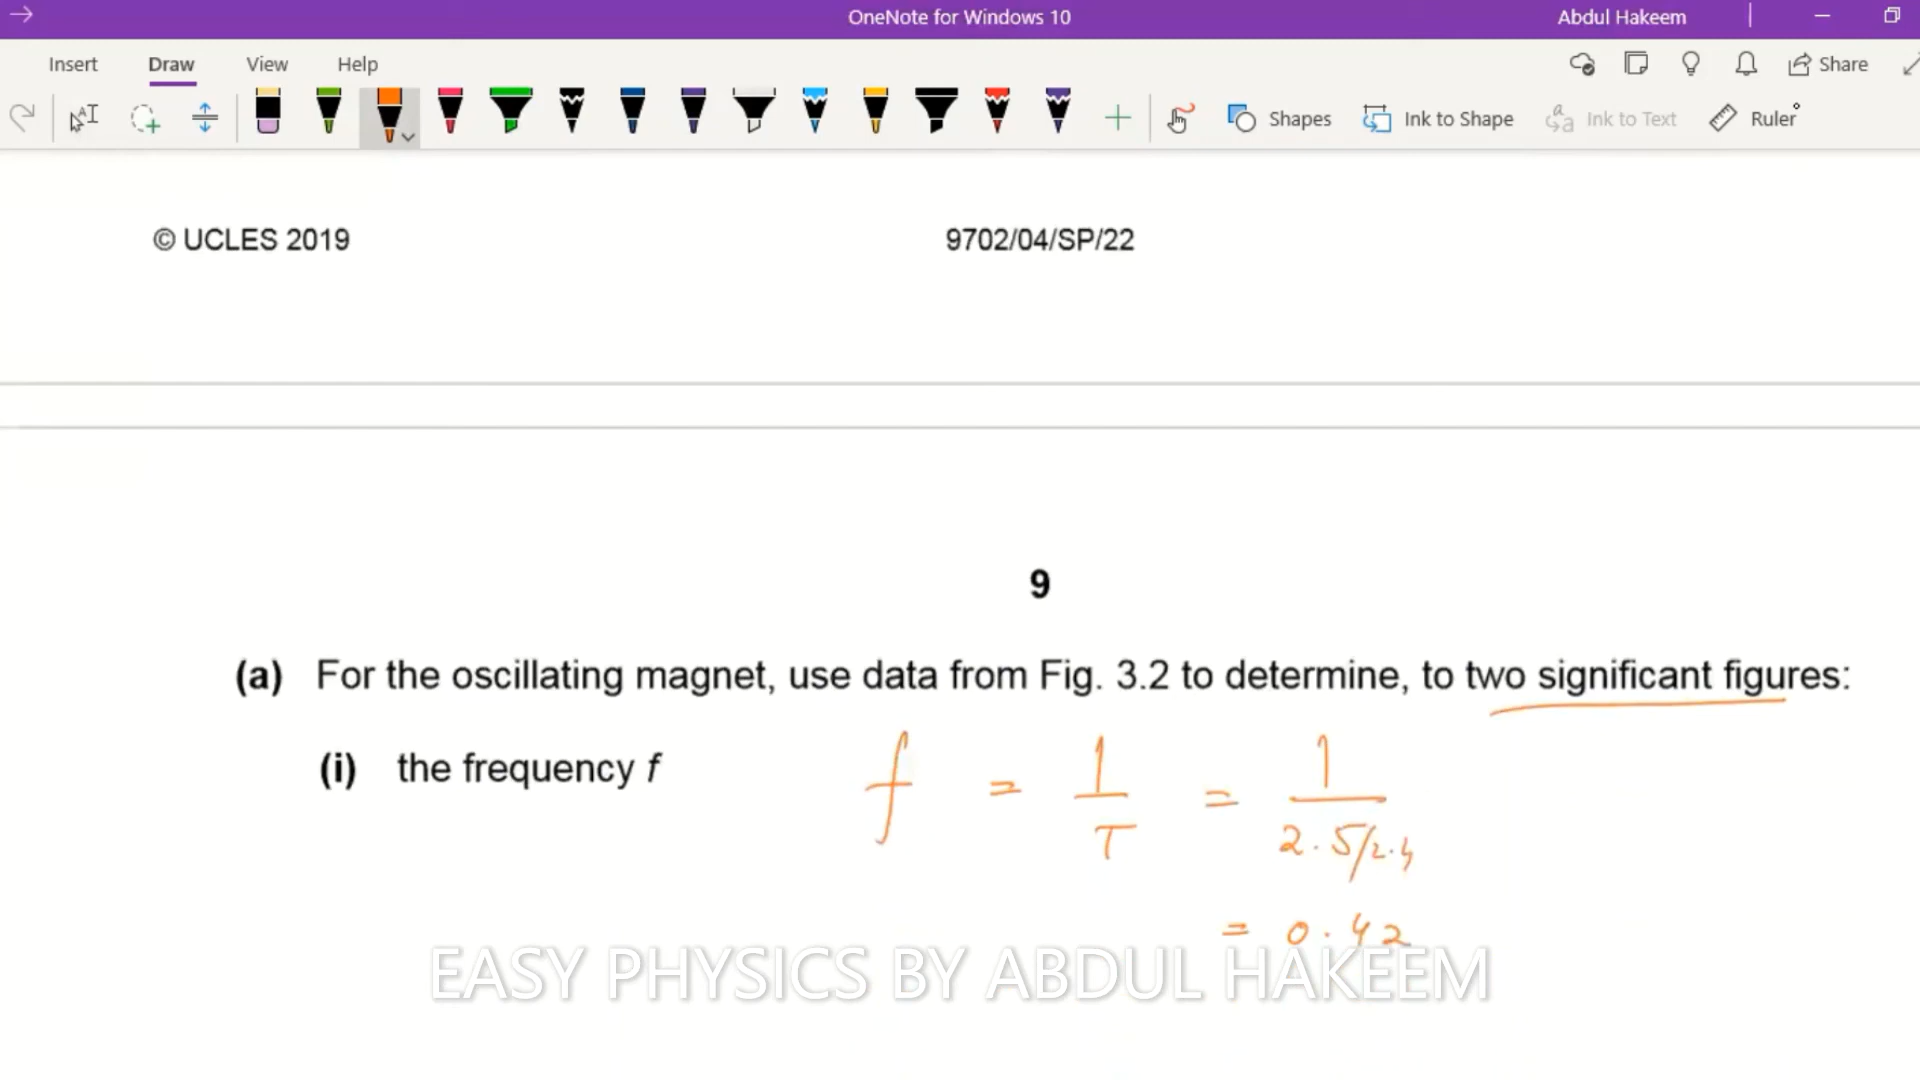 OneNote for Windows 10 Abdul Hakeem
Insert Draw View Help Share
Shapes Ink to Shape Ink to Text Ruler
© UCLES 2019 9702/04/SP/22
9
(a) For the oscillating magnet, use data from Fig. 3.2 to determine, to two significant figures:
(i) the frequency f f = 1/T = 1/2.5/2.4
= 0.42
EASY PHYSICS BY ABDUL HAKEEM